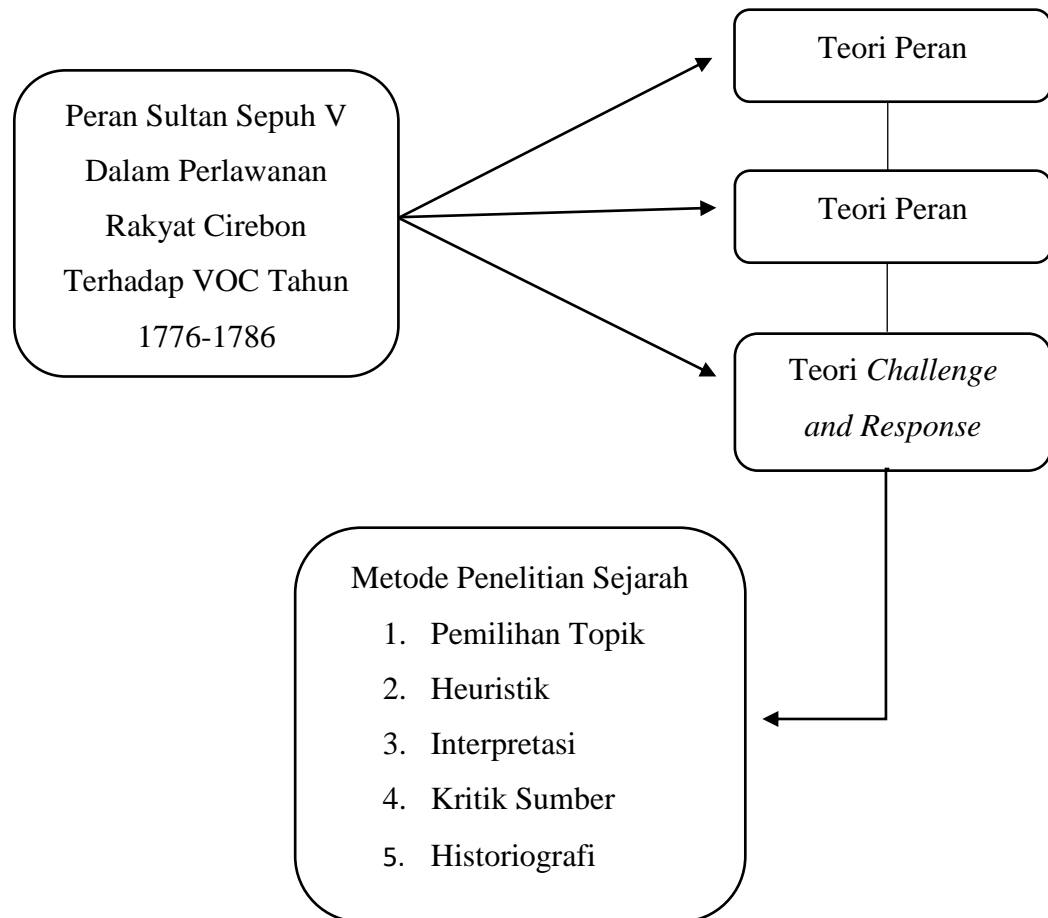 Peran Sultan Sepuh V
Dalam Perlawanan
Rakyat Cirebon
Terhadap VOC Tahun
1776-1786
Teori Peran
Teori Peran
Teori Challenge
and Response
Metode Penelitian Sejarah
1. Pemilihan Topik
2. Heuristik
3. Interpretasi
4. Kritik Sumber
5. Historiografi